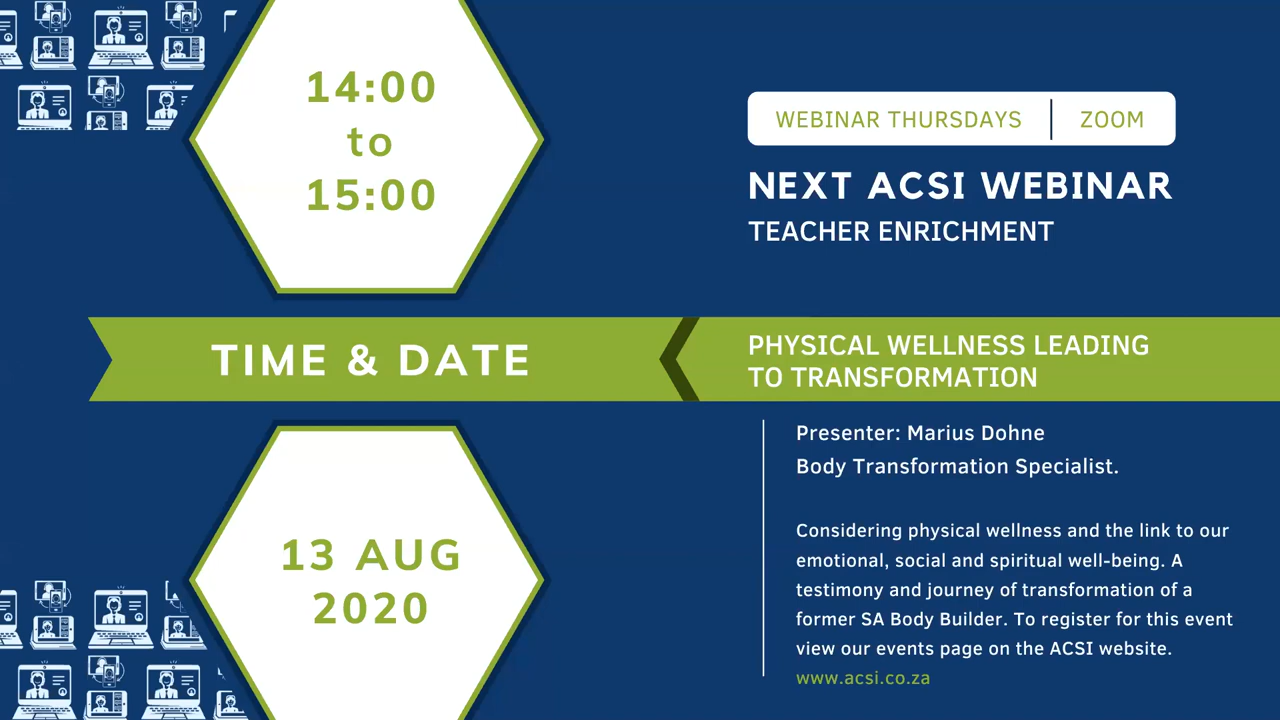 14:00
to
15:00
TIME & DATE
13 AUG
2020
WEBINAR THURSDAYS | ZOOM
NEXT ACSI WEBINAR
TEACHER ENRICHMENT
PHYSICAL WELLNESS LEADING
TO TRANSFORMATION
Presenter: Marius Dohne
Body Transformation Specialist.
Considering physical wellness and the link to our
emotional, social and spiritual well-being. A
testimony and journey of transformation of a
former SA Body Builder. To register for this event
view our events page on the ACSI website.
www.acsi.co.za